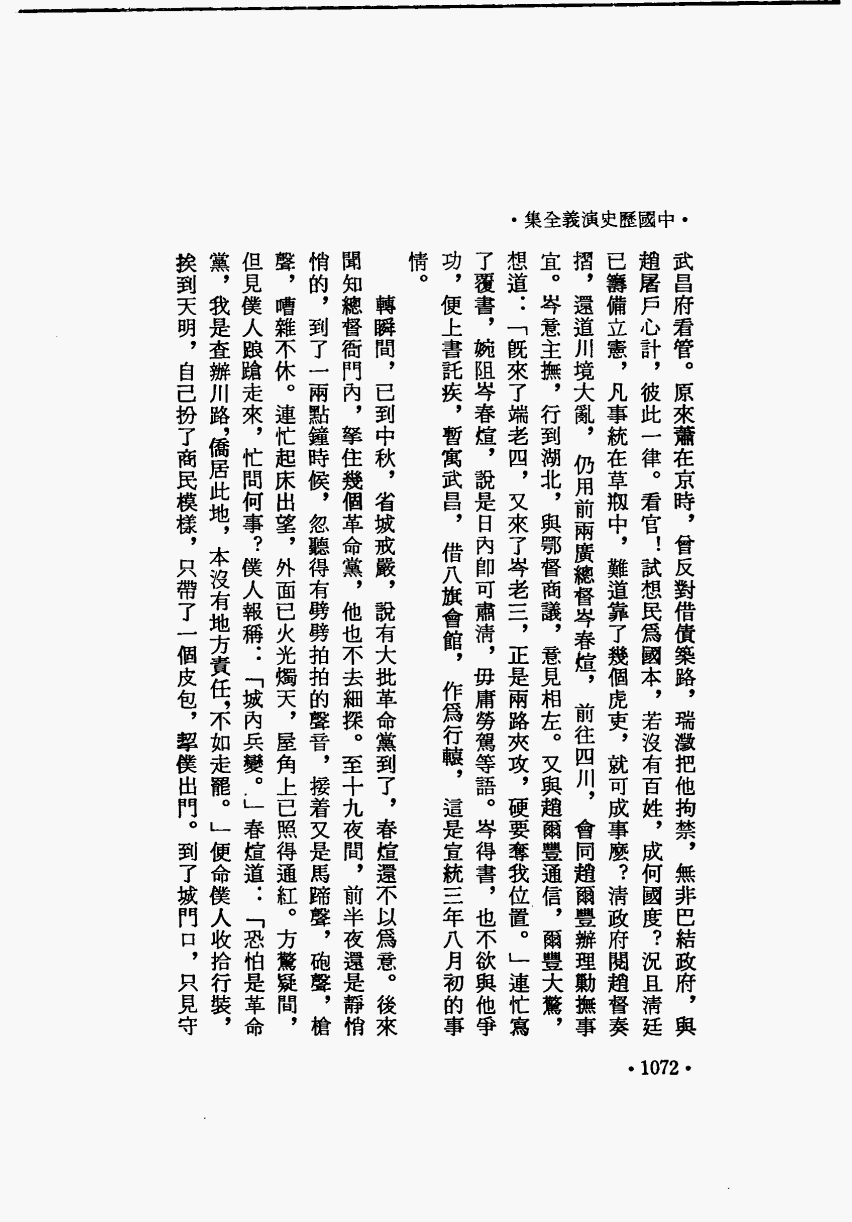 •中國歷史演義全集•
武昌府看管。原來蕭在京時，曾反對借債築路，瑞澂把他拘禁，無非巴結政府，與
趙屠戶心計，彼此一律。看官！試想民爲國本，若沒有百姓，成何國度？況且清廷
已籌備立憲，凡事統在草剏中，難道靠了幾個虎吏，就可成事麼？清政府閱趙督奏
摺，還道川境大亂，仍用前兩廣總督岑春煊，前往四川，會同趙爾豐辦理勦撫事
宜。岑意主撫，行到湖北，與鄂督商議，意見相左。又與趙爾豐通信，爾豐大驚，
想道：「旣來了端老四，又來了岑老三，正是兩路夾攻，硬要奪我位置。」連忙寫
了覆書，婉阻岑春煊，說是日內卽可肅淸，毋庸勞駕等語。岑得書，也不欲與他爭
功，便上書託疾，暫寓武昌，借八旗會館，作爲行轅，這是宣統三年八月初的事
情。
轉瞬間，已到中秋，省城戒嚴，說有大批革命黨到了，春煊還不以爲意。後來
聞知總督衙門內，拏住幾個革命黨，他也不去細探。至十九夜間，前半夜還是靜悄
悄的，到了一兩點鐘時候，忽聽得有劈劈拍拍的聲音，接着又是馬蹄聲，砲聲，槍
聲，嘈雜不休。連忙起床出望，外面已火光燭天，屋角上已照得通紅。方驚疑間，
但見僕人踉蹌走來，忙問何事？僕人報稱：「城內兵變。」春煊道：「恐怕是革命
黨，我是查辦川路，僑居此地，本沒有地方責任，不如走罷。」便命僕人收拾行裝，
挨到天明，自己扮了商民模樣，只帶了一個皮包，挈僕出門。到了城門口，只見守
•1072•